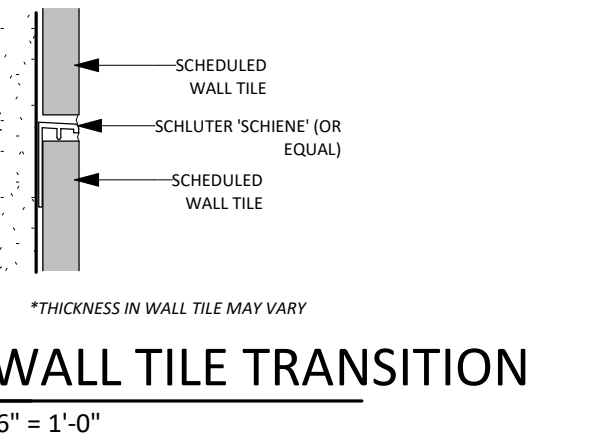 SCHEDULED
WALL TILE
SCHLUTER 'SCHIENE' (OR
EQUAL)
SCHEDULED
WALL TILE
*THICKNESS IN WALL TILE MAY VARY
WALL TILE TRANSITION
6" = 1'-0"